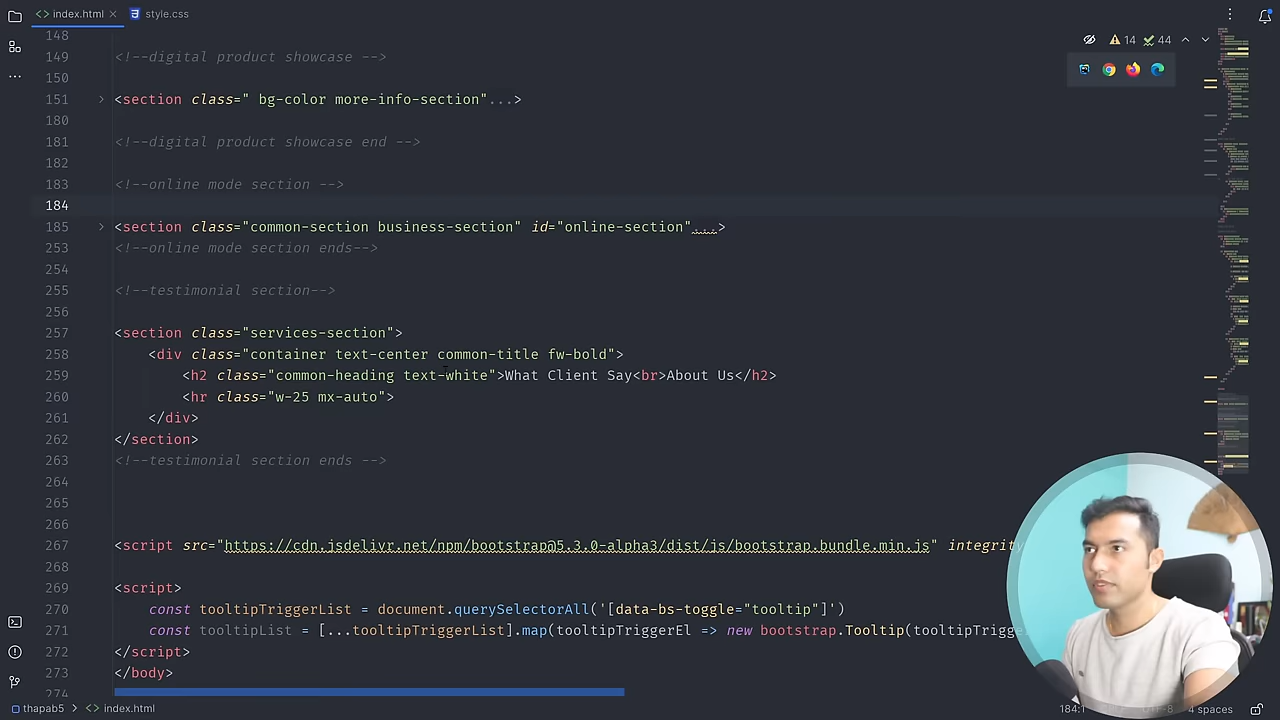 index.html
style.css
14 44
148
149 <!--digital product showcase -->
150
151 <section class=" bg-color more-info-section"...>
180
181 <!--digital product showcase end -->
182
183 <!--online mode section -->
184
185 <section class="common-section business-section" id="online-section"...>
253 <!--online mode section ends-->
254
255 <!--testimonial section-->
256
257 <section class="services-section">
258 <div class="container text-center common-title fw-bold">
259 <h2 class="common-heading text-white">What Client Say<br>About Us</h2>
260 <hr class="w-25 mx-auto">
261 </div>
262 </section>
263 <!--testimonial section ends-->
264
265
266
267 <script src="https://cdn.jsdelivr.net/npm/bootstrap@5.3.0-alpha3/dist/js/bootstrap.bundle.min.js" integrity
268
269 <script>
270 const tooltipTriggerList = document.querySelectorAll('[data-bs-toggle="tooltip"]')
271 const tooltipList = [...tooltipTriggerList].map(tooltipTriggerEl => new bootstrap.Tooltip(tooltipTrigge
272 </script>
273 </body>
274
thapab5 > index.html
184:1 UTF-8 4 spaces